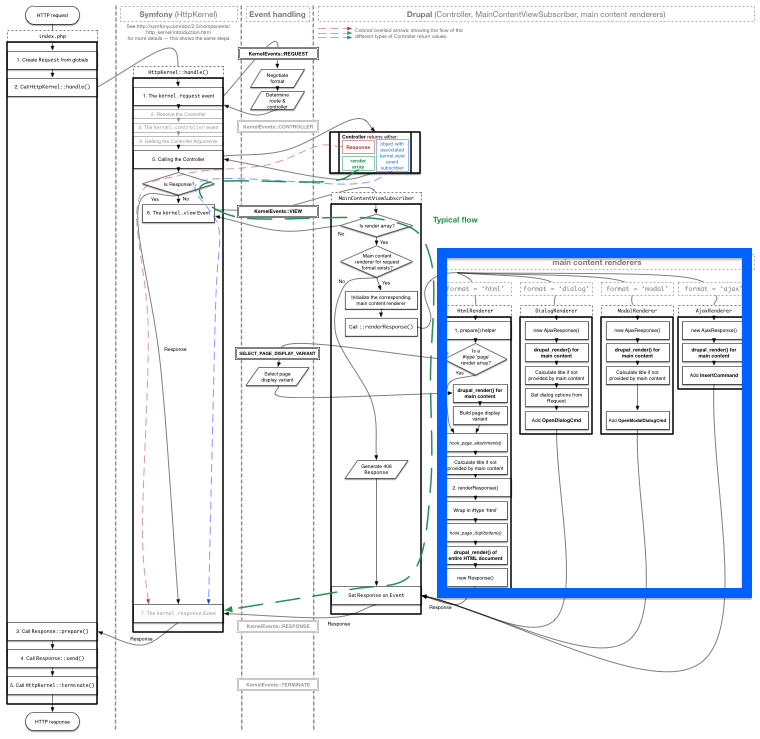 HTTP request
index.php
1. Create Request from globals
2. Call HttpKernel::handle()
3. Call Response::prepare()
4. Call Response::send()
5. Call HttpKernel::terminate()
HTTP response
Symfony (HttpKernel)
See http://symfony.com/doc/2.5/components/
http_kernel/introduction.html
for more details — this shows the same steps.
HttpKernel::handle()
1. The kernel.request event
2. Resolve the Controller
3. The kernel.controller event
4. Getting the Controller Arguments
5. Calling the Controller
Is Response?
Yes
No
6. The kernel.view Event
Response
7. The kernel.response Event
Response
Event handling
KernelEvents::REQUEST
Negotiate
format
Determine
route &
controller
KernelEvents::CONTROLLER
KernelEvents::VIEW
SELECT_PAGE_DISPLAY_VARIANT
Select page
display variant
KernelEvents::RESPONSE
KernelEvents::TERMINATE
Drupal (Controller, MainContentViewSubscriber, main content renderers)
Colored overlaid arrows: showing the flow of the
different types of Controller return values.
Controller returns either:
Response
render
array
object with
associated
kernel.view
event
subscriber
MainContentViewSubscriber
Is render array?
No
Yes
Main content
renderer for request
format exists?
No
Yes
Initialize the corresponding
main content renderer
Call ::renderResponse()
Generate 406
Response
Set Response on Event
Response
Response
Typical flow
main content renderers
format = 'html'
format = 'dialog'
format = 'modal'
format = 'ajax'
HtmlRenderer
1. prepare() helper
Is a
#type 'page'
render array?
Yes
drupal_render() for
main content
Build page display
variant
hook_page_attachments()
Calculate title if not
provided by main content
2. renderResponse()
Wrap in #type 'html'
hook_page_{top|bottom}()
drupal_render() of
entire HTML document
new Response()
DialogRenderer
new AjaxResponse()
drupal_render() for
main content
Calculate title if not
provided by main content
Get dialog options from
Request
Add OpenDialogCmd
ModalRenderer
new AjaxResponse()
drupal_render() for
main content
Calculate title if not
provided by main content
Add OpenModalDialogCmd
AjaxRenderer
new AjaxResponse()
drupal_render() for
main content
Add InsertCommand